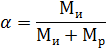 α = Mи / (Mи + Mр)